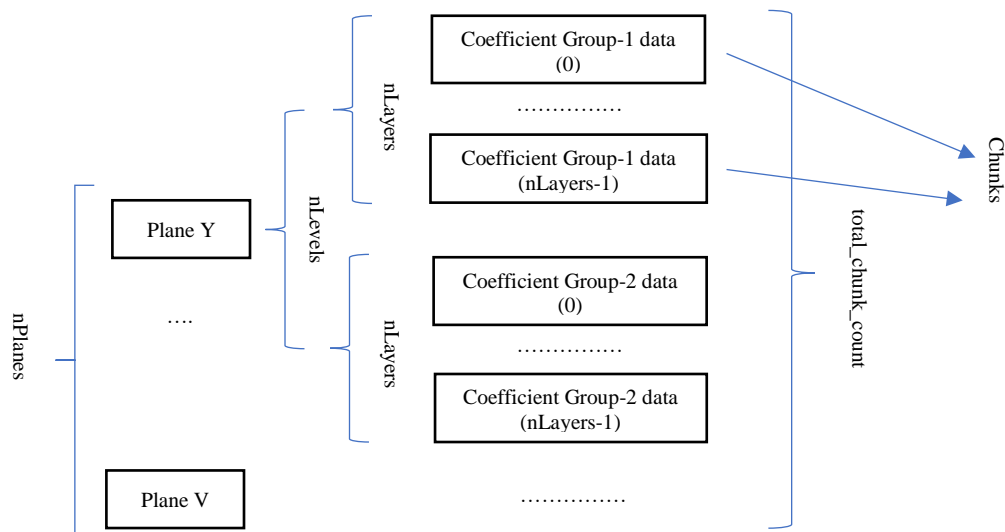 nPlanes
Plane Y
….
Plane V
nLevels
nLayers
nLayers
Coefficient Group-1 data
(0)
……………
Coefficient Group-1 data
(nLayers-1)
Coefficient Group-2 data
(0)
……………
Coefficient Group-2 data
(nLayers-1)
……………
total_chunk_count
Chunks